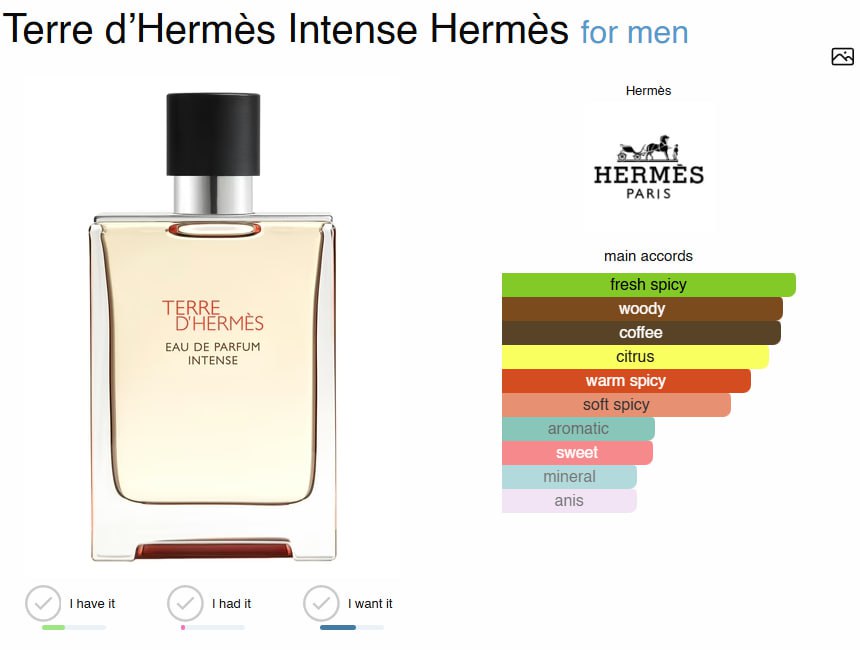 Terre d’Hermès Intense Hermès for men
TERRE
D'HERMÈS
EAU DE PARFUM
INTENSE
Hermès
HERMÈS
PARIS
main accords
fresh spicy
woody
coffee
citrus
warm spicy
soft spicy
aromatic
sweet
mineral
anis
I have it
I had it
I want it